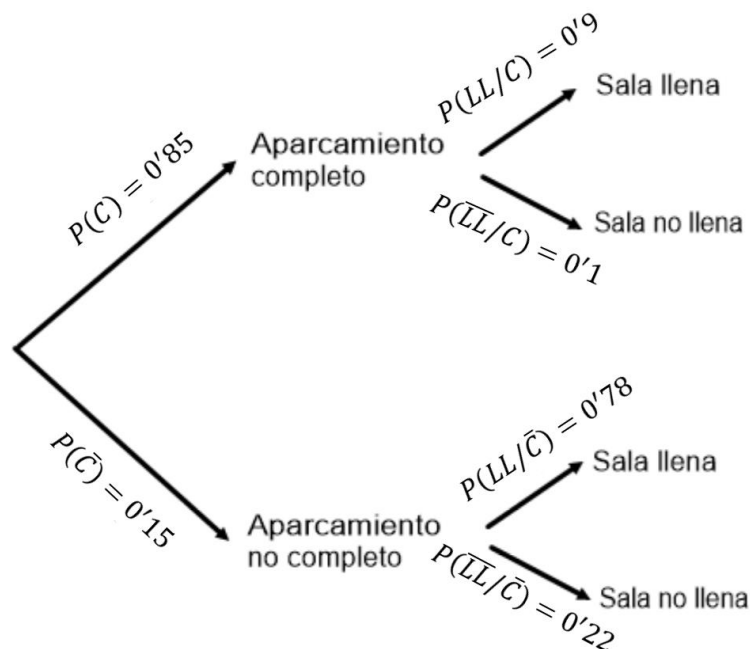 P(LL/C) = 0'9
Sala llena
P(C) = 0'85
Aparcamiento
completo
P(L̅L̅/C) = 0'1
Sala no llena
P(LL/C̄) = 0'78
Sala llena
P(C̄) = 0'15
Aparcamiento
no completo
P(L̅L̅/C̄) = 0'22
Sala no llena